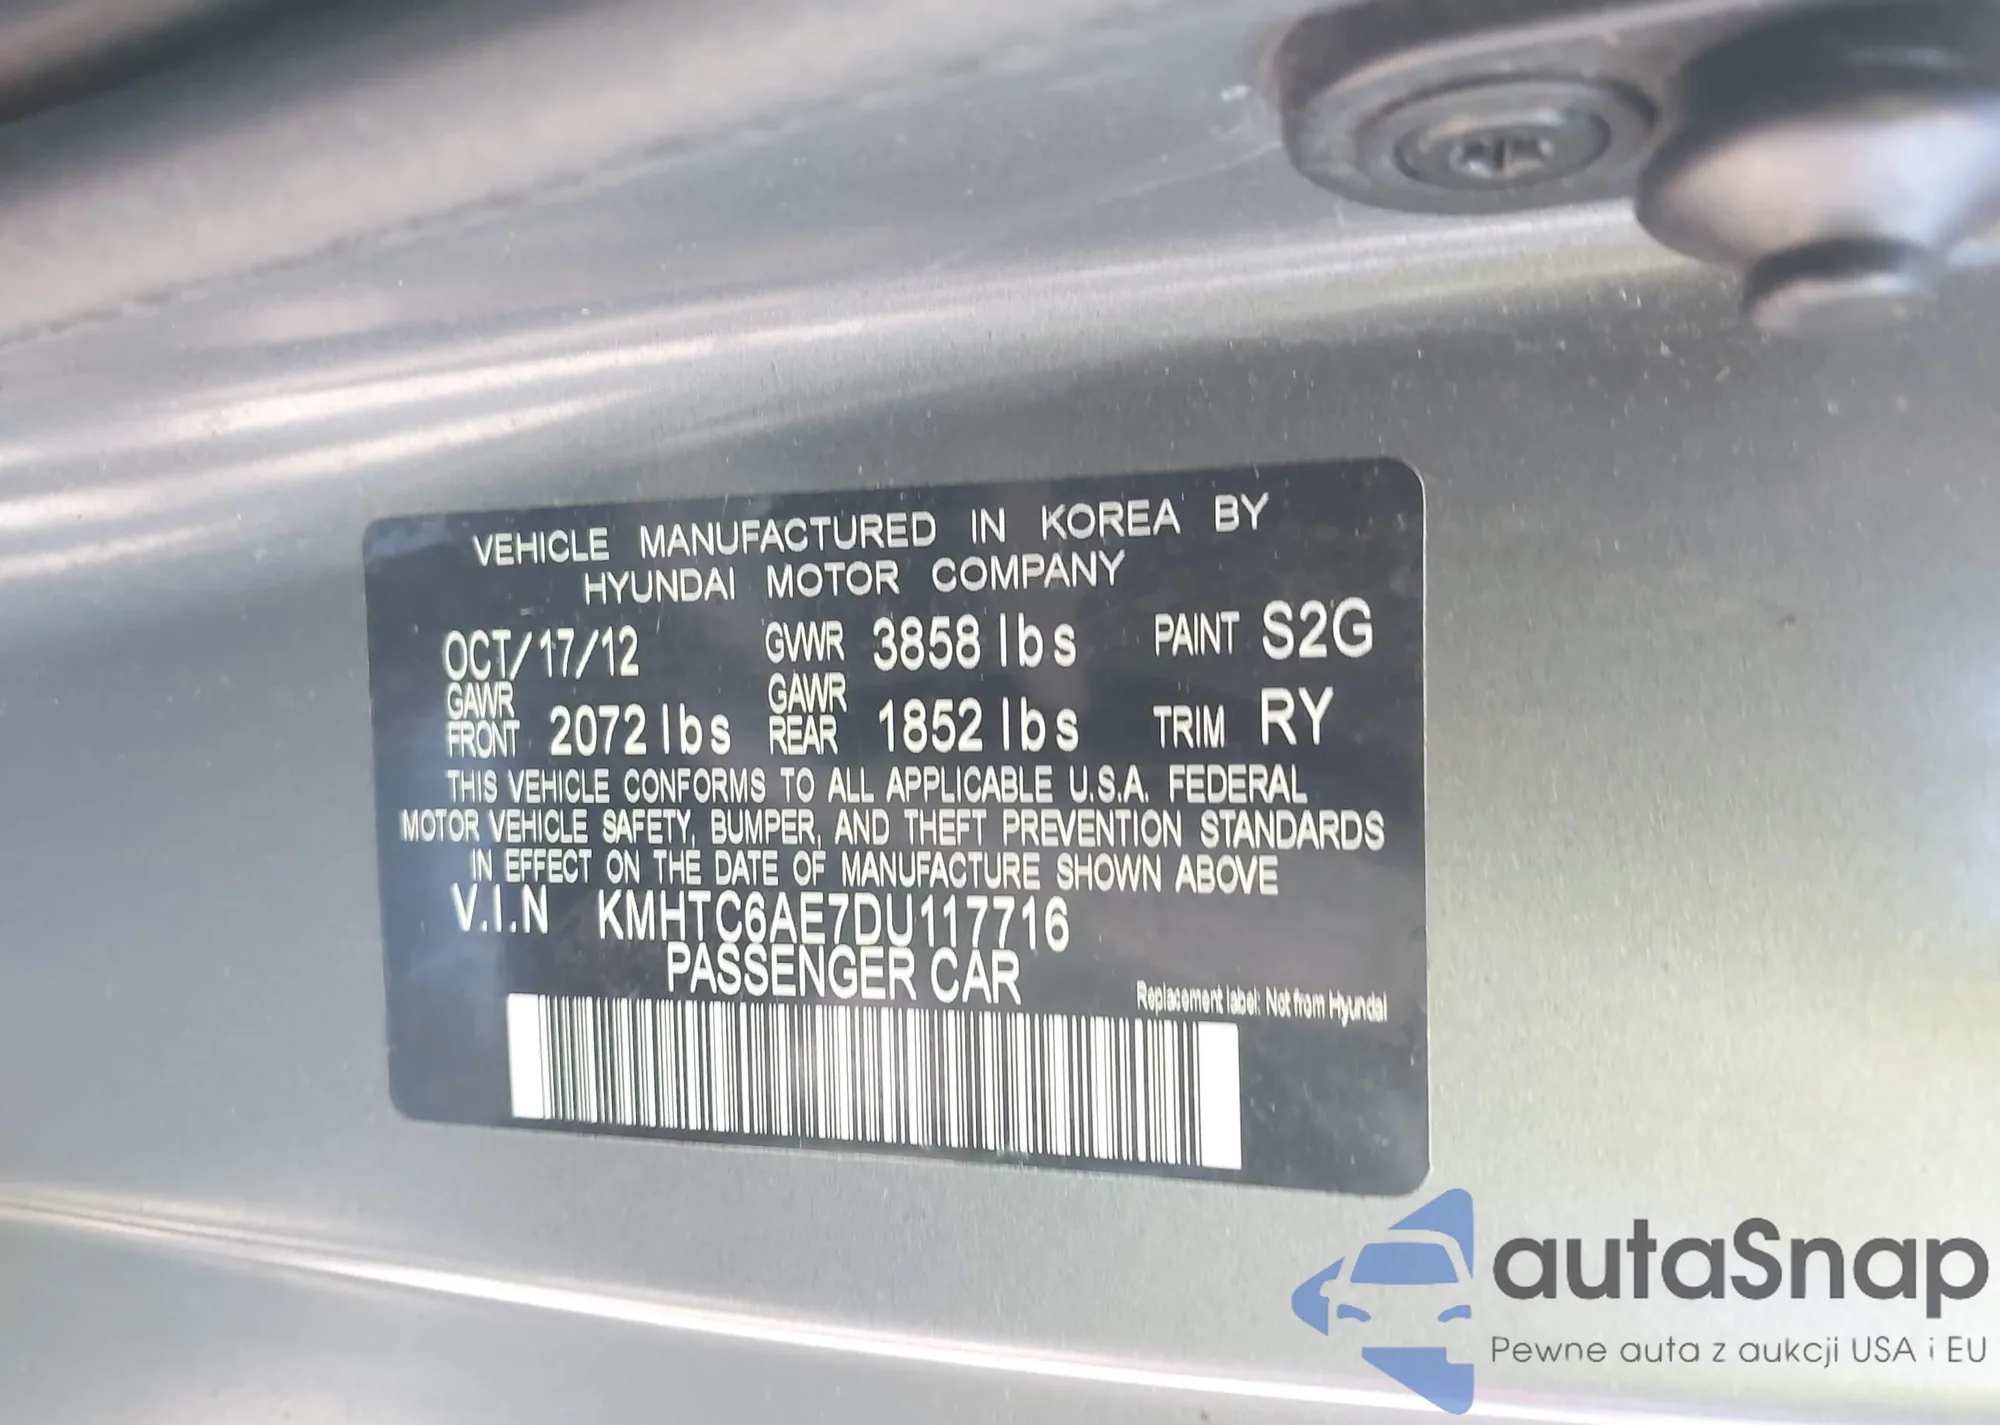 VEHICLE MANUFACTURED IN KOREA BY
HYUNDAI MOTOR COMPANY
OCT/17/12 GVWR 3858 lbs PAINT S2G
GAWR FRONT 2072 lbs GAWR REAR 1852 lbs TRIM RY
THIS VEHICLE CONFORMS TO ALL APPLICABLE U.S.A. FEDERAL
MOTOR VEHICLE SAFETY, BUMPER, AND THEFT PREVENTION STANDARDS
IN EFFECT ON THE DATE OF MANUFACTURE SHOWN ABOVE
V.I.N KMHTC6AE7DU117716
PASSENGER CAR
Replacement label: Not from Hyundai
autaSnap
Pewne auta z aukcji USA i EU